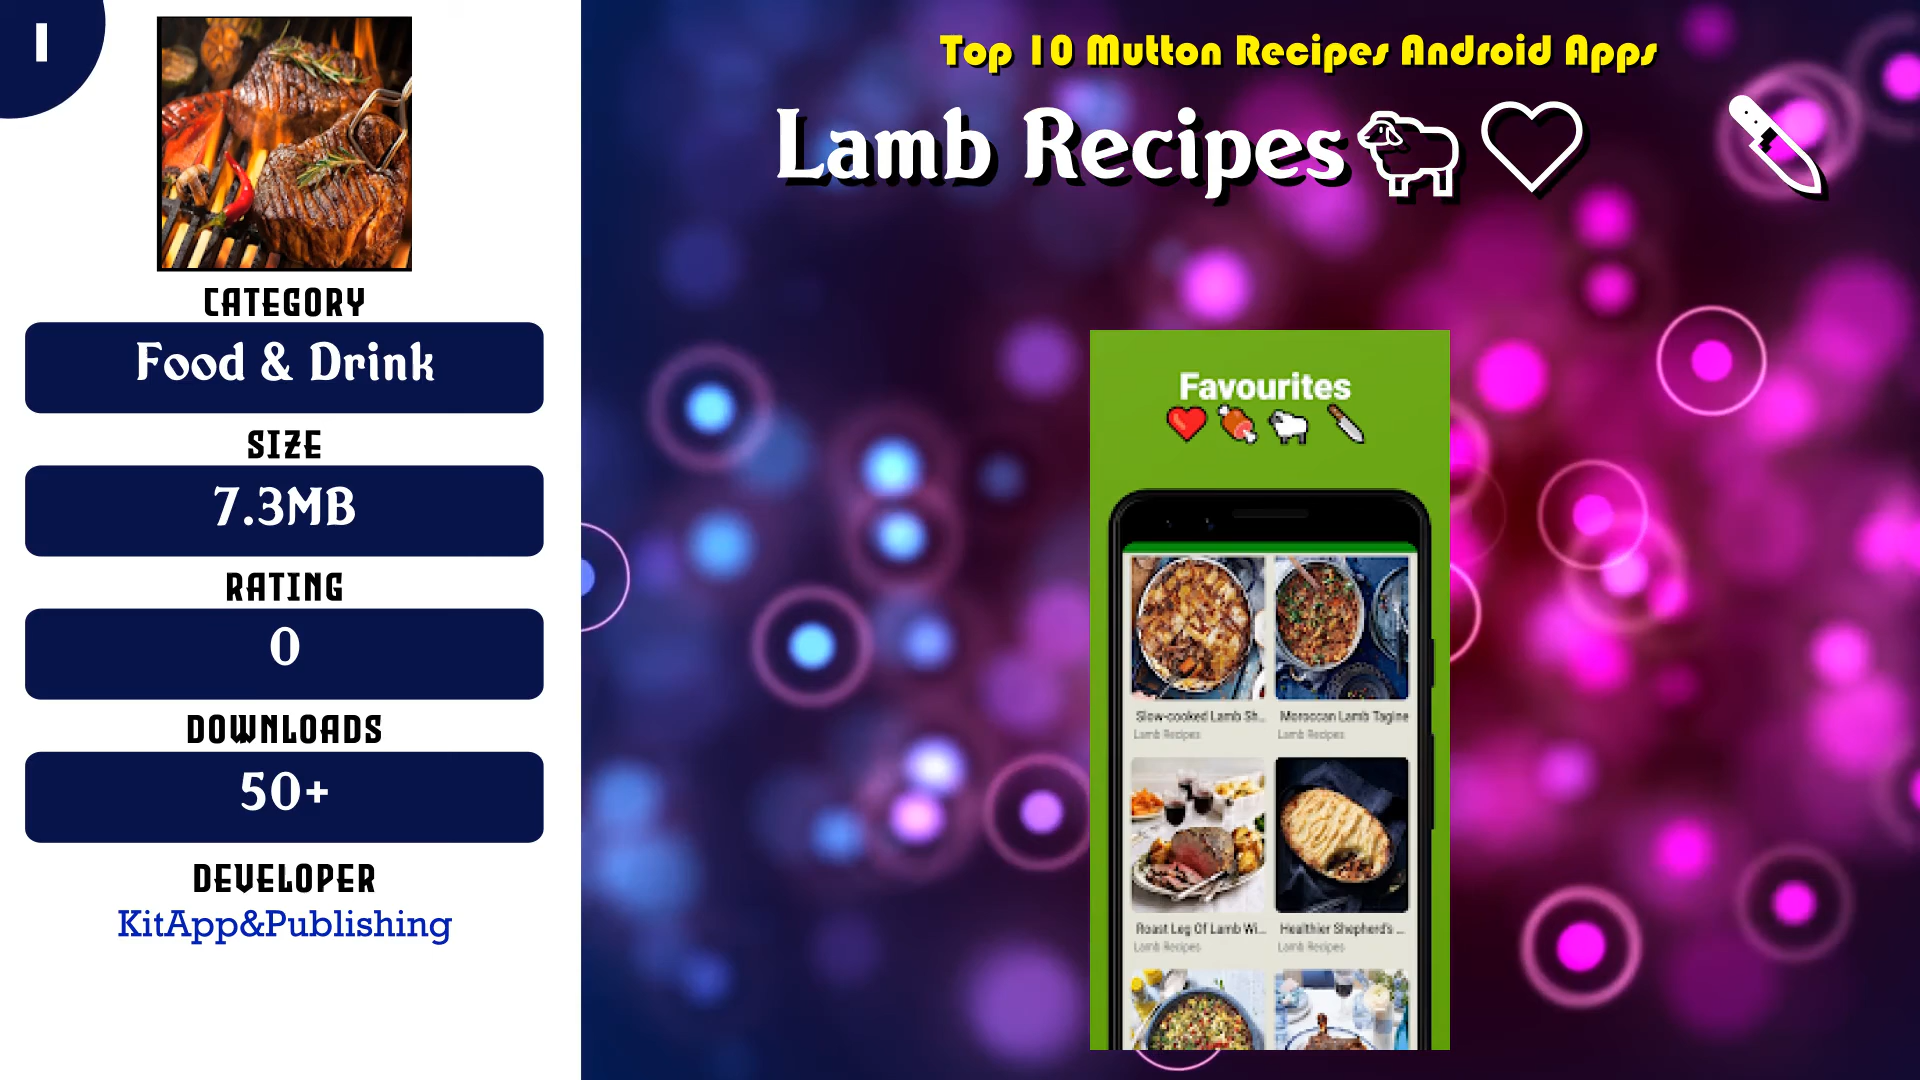 1
CATEGORY
Food & Drink
SIZE
7.3MB
RATING
0
DOWNLOADS
50+
DEVELOPER
KitApp&Publishing
Top 10 Mutton Recipes Android Apps
Lamb Recipes🐑♡ 🔪
Favourites
❤️🍖🐑🔪
Slow-cooked Lamb Sh...
Lamb Recipes
Moroccan Lamb Tagine
Lamb Recipes
Roast Leg Of Lamb Wi...
Lamb Recipes
Healthier Shepherd's ...
Lamb Recipes